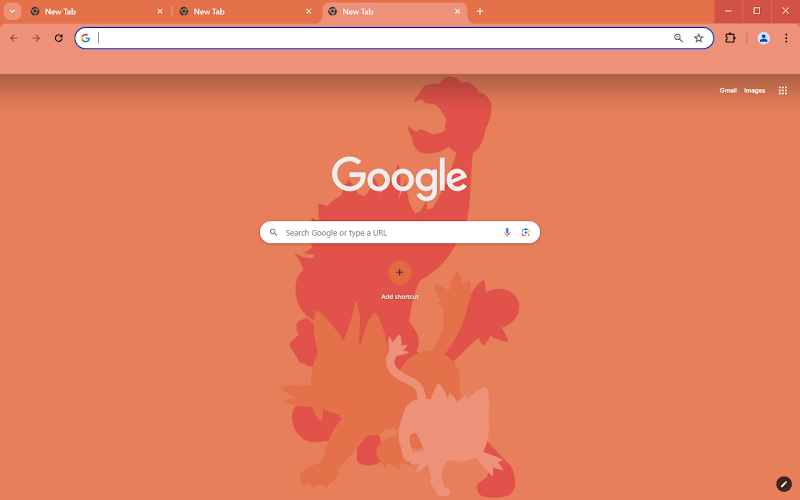 New Tab
New Tab
New Tab
Gmail Images
Google
Search Google or type a URL
Add shortcut